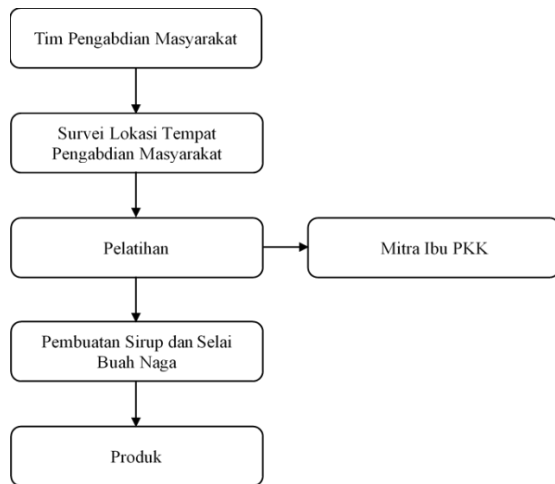 Tim Pengabdian Masyarakat
Survei Lokasi Tempat
Pengabdian Masyarakat
Pelatihan
Mitra Ibu PKK
Pembuatan Sirup dan Selai
Buah Naga
Produk